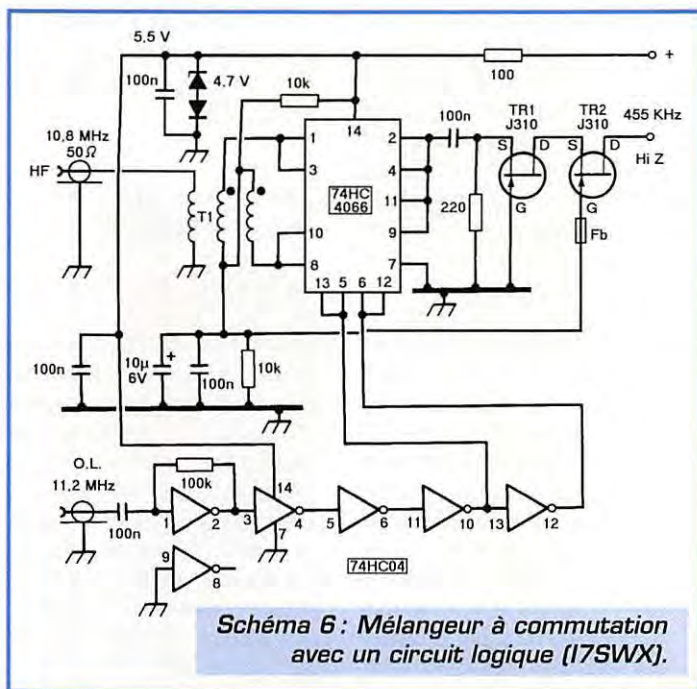 5,5 V
100n
4,7 V
10k
100
+
10,8 MHz
50Ω
HF
T1
14
1
3
10
8
74HC
4066
2
4
11
9
7
13 5 6 12
100n
220
TR1
J310
S D
G
TR2
J310
S D
G
Fb
455 KHz
Hi Z
100n
10µ
6V
+
100n
10k
O.L.
11,2 MHz
100n
100k
1 2
3 14 4
7
5 6
11 10
13 12
9 8
74HC04
Schéma 6 : Mélangeur à commutation
avec un circuit logique (I7SWX).